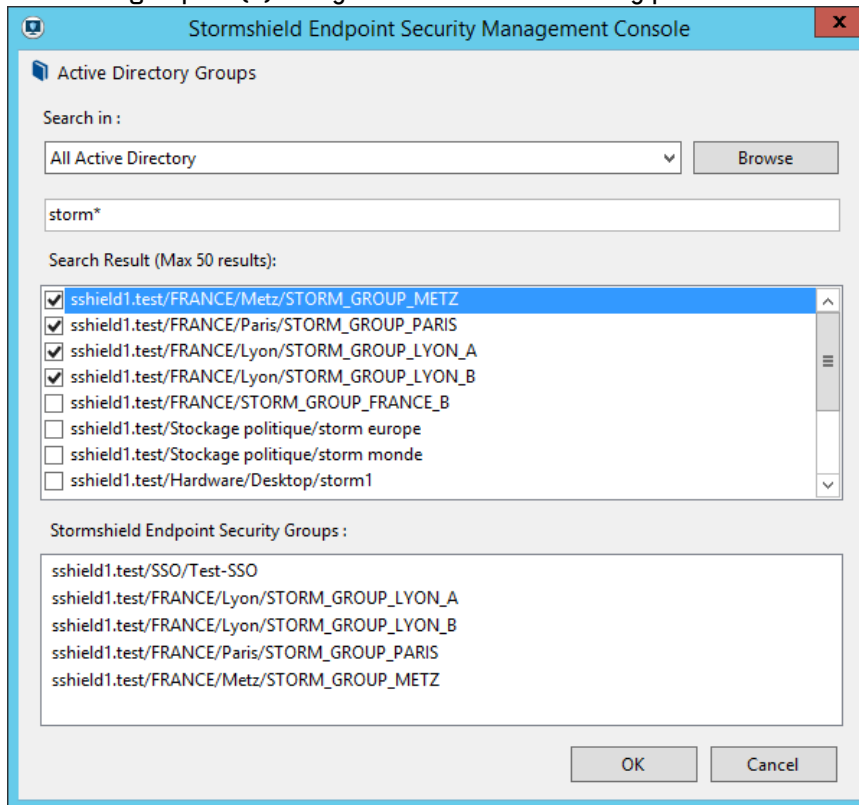 Stormshield Endpoint Security Management Console
x
Active Directory Groups
Search in :
All Active Directory
Browse
storm*
Search Result (Max 50 results):
sshield1.test/FRANCE/Metz/STORM_GROUP_METZ
sshield1.test/FRANCE/Paris/STORM_GROUP_PARIS
sshield1.test/FRANCE/Lyon/STORM_GROUP_LYON_A
sshield1.test/FRANCE/Lyon/STORM_GROUP_LYON_B
sshield1.test/FRANCE/STORM_GROUP_FRANCE_B
sshield1.test/Stockage politique/storm europe
sshield1.test/Stockage politique/storm monde
sshield1.test/Hardware/Desktop/storm1
Stormshield Endpoint Security Groups :
sshield1.test/SSO/Test-SSO
sshield1.test/FRANCE/Lyon/STORM_GROUP_LYON_A
sshield1.test/FRANCE/Lyon/STORM_GROUP_LYON_B
sshield1.test/FRANCE/Paris/STORM_GROUP_PARIS
sshield1.test/FRANCE/Metz/STORM_GROUP_METZ
OK
Cancel